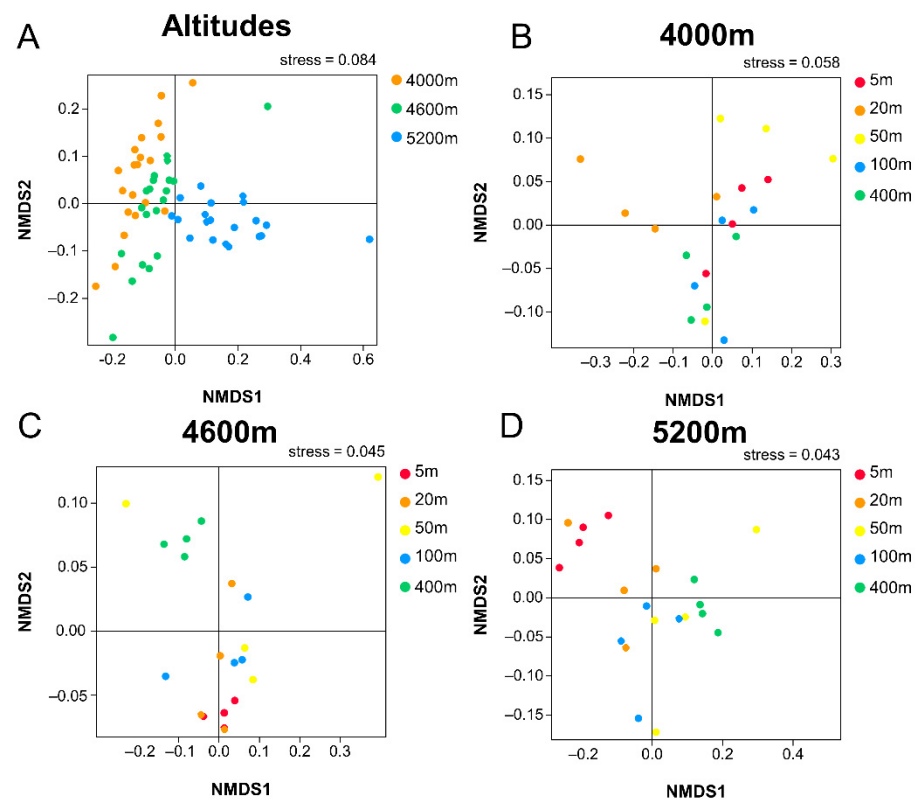 A
Altitudes
stress = 0.084
4000m
4600m
5200m
NMDS2
0.2
0.1
0.0
−0.1
−0.2
-0.2
0.0
0.2
0.4
0.6
NMDS1
B
4000m
stress = 0.058
5m
20m
50m
100m
400m
NMDS2
0.15
0.10
0.05
0.00
−0.05
−0.10
−0.3
−0.2
−0.1
0.0
0.1
0.2
0.3
NMDS1
C
4600m
stress = 0.045
5m
20m
50m
100m
400m
NMDS2
0.10
0.05
0.00
−0.05
−0.2
−0.1
0.0
0.1
0.2
0.3
NMDS1
D
5200m
stress = 0.043
5m
20m
50m
100m
400m
NMDS2
0.15
0.10
0.05
0.00
−0.05
−0.10
−0.15
−0.2
0.0
0.2
0.4
NMDS1